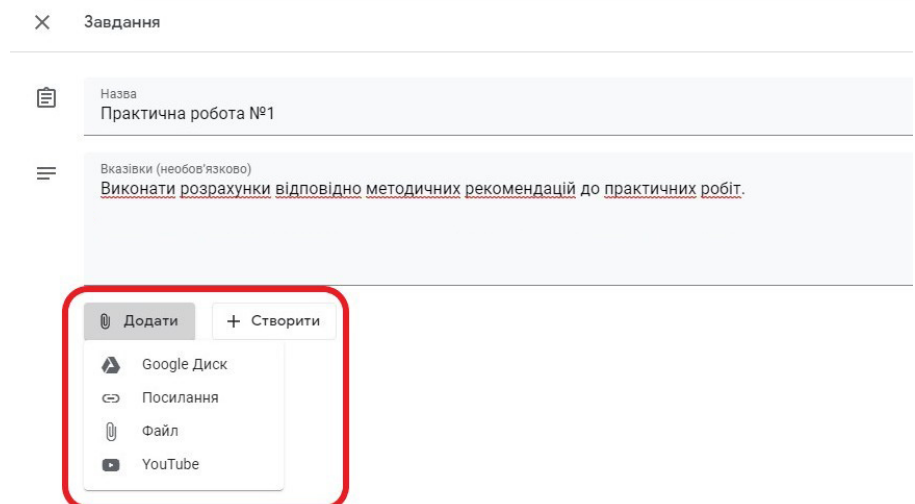 Завдання
Назва
Практична робота №1
Вказівки (необов'язково)
Виконати розрахунки відповідно методичних рекомендацій до практичних робіт.
Додати + Створити
Google Диск
Посилання
Файл
YouTube